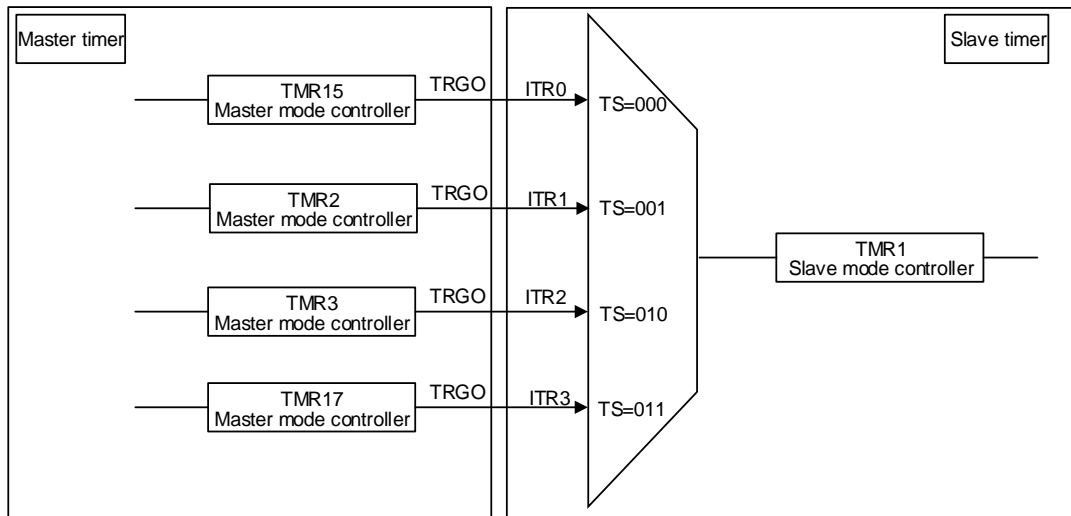 Master timer
Slave timer
TMR15
Master mode controller
TRGO
ITR0
TS=000
TMR2
Master mode controller
TRGO
ITR1
TS=001
TMR1
Slave mode controller
TMR3
Master mode controller
TRGO
ITR2
TS=010
TMR17
Master mode controller
TRGO
ITR3
TS=011